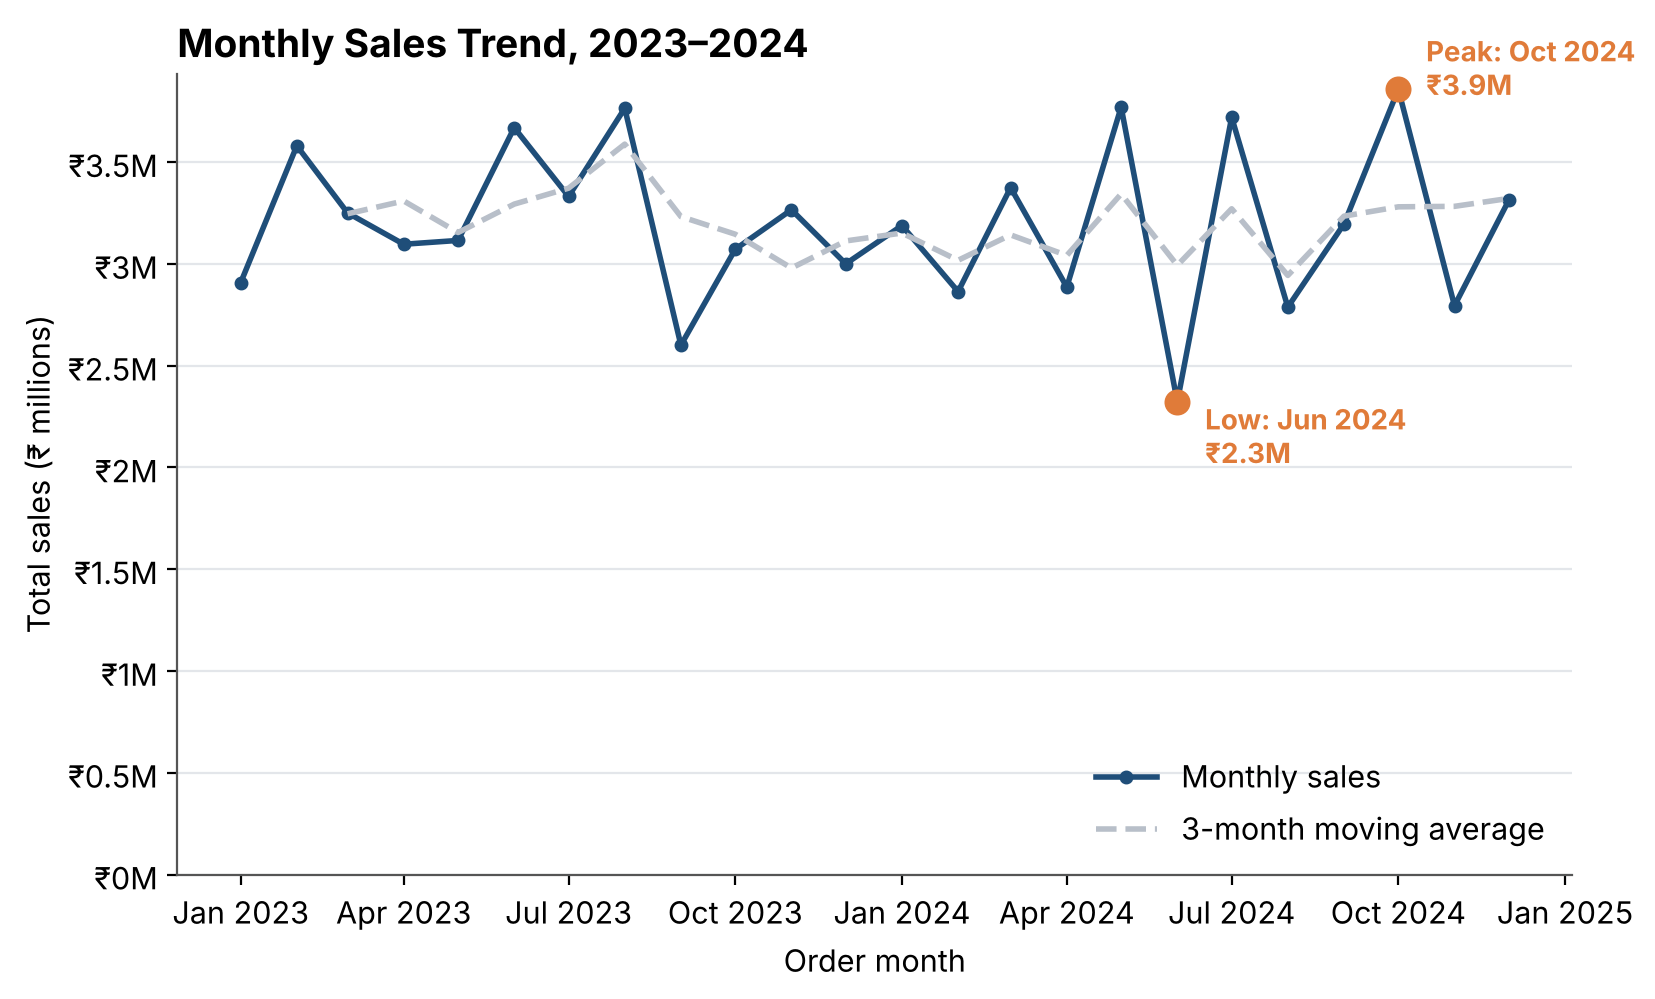 Monthly Sales Trend, 2023–2024
Peak: Oct 2024
₹3.9M
₹3.5M
₹3M
₹2.5M
₹2M
₹1.5M
₹1M
₹0.5M
₹0M
Total sales (₹ millions)
Low: Jun 2024
₹2.3M
Monthly sales
3-month moving average
Jan 2023
Apr 2023
Jul 2023
Oct 2023
Jan 2024
Apr 2024
Jul 2024
Oct 2024
Jan 2025
Order month